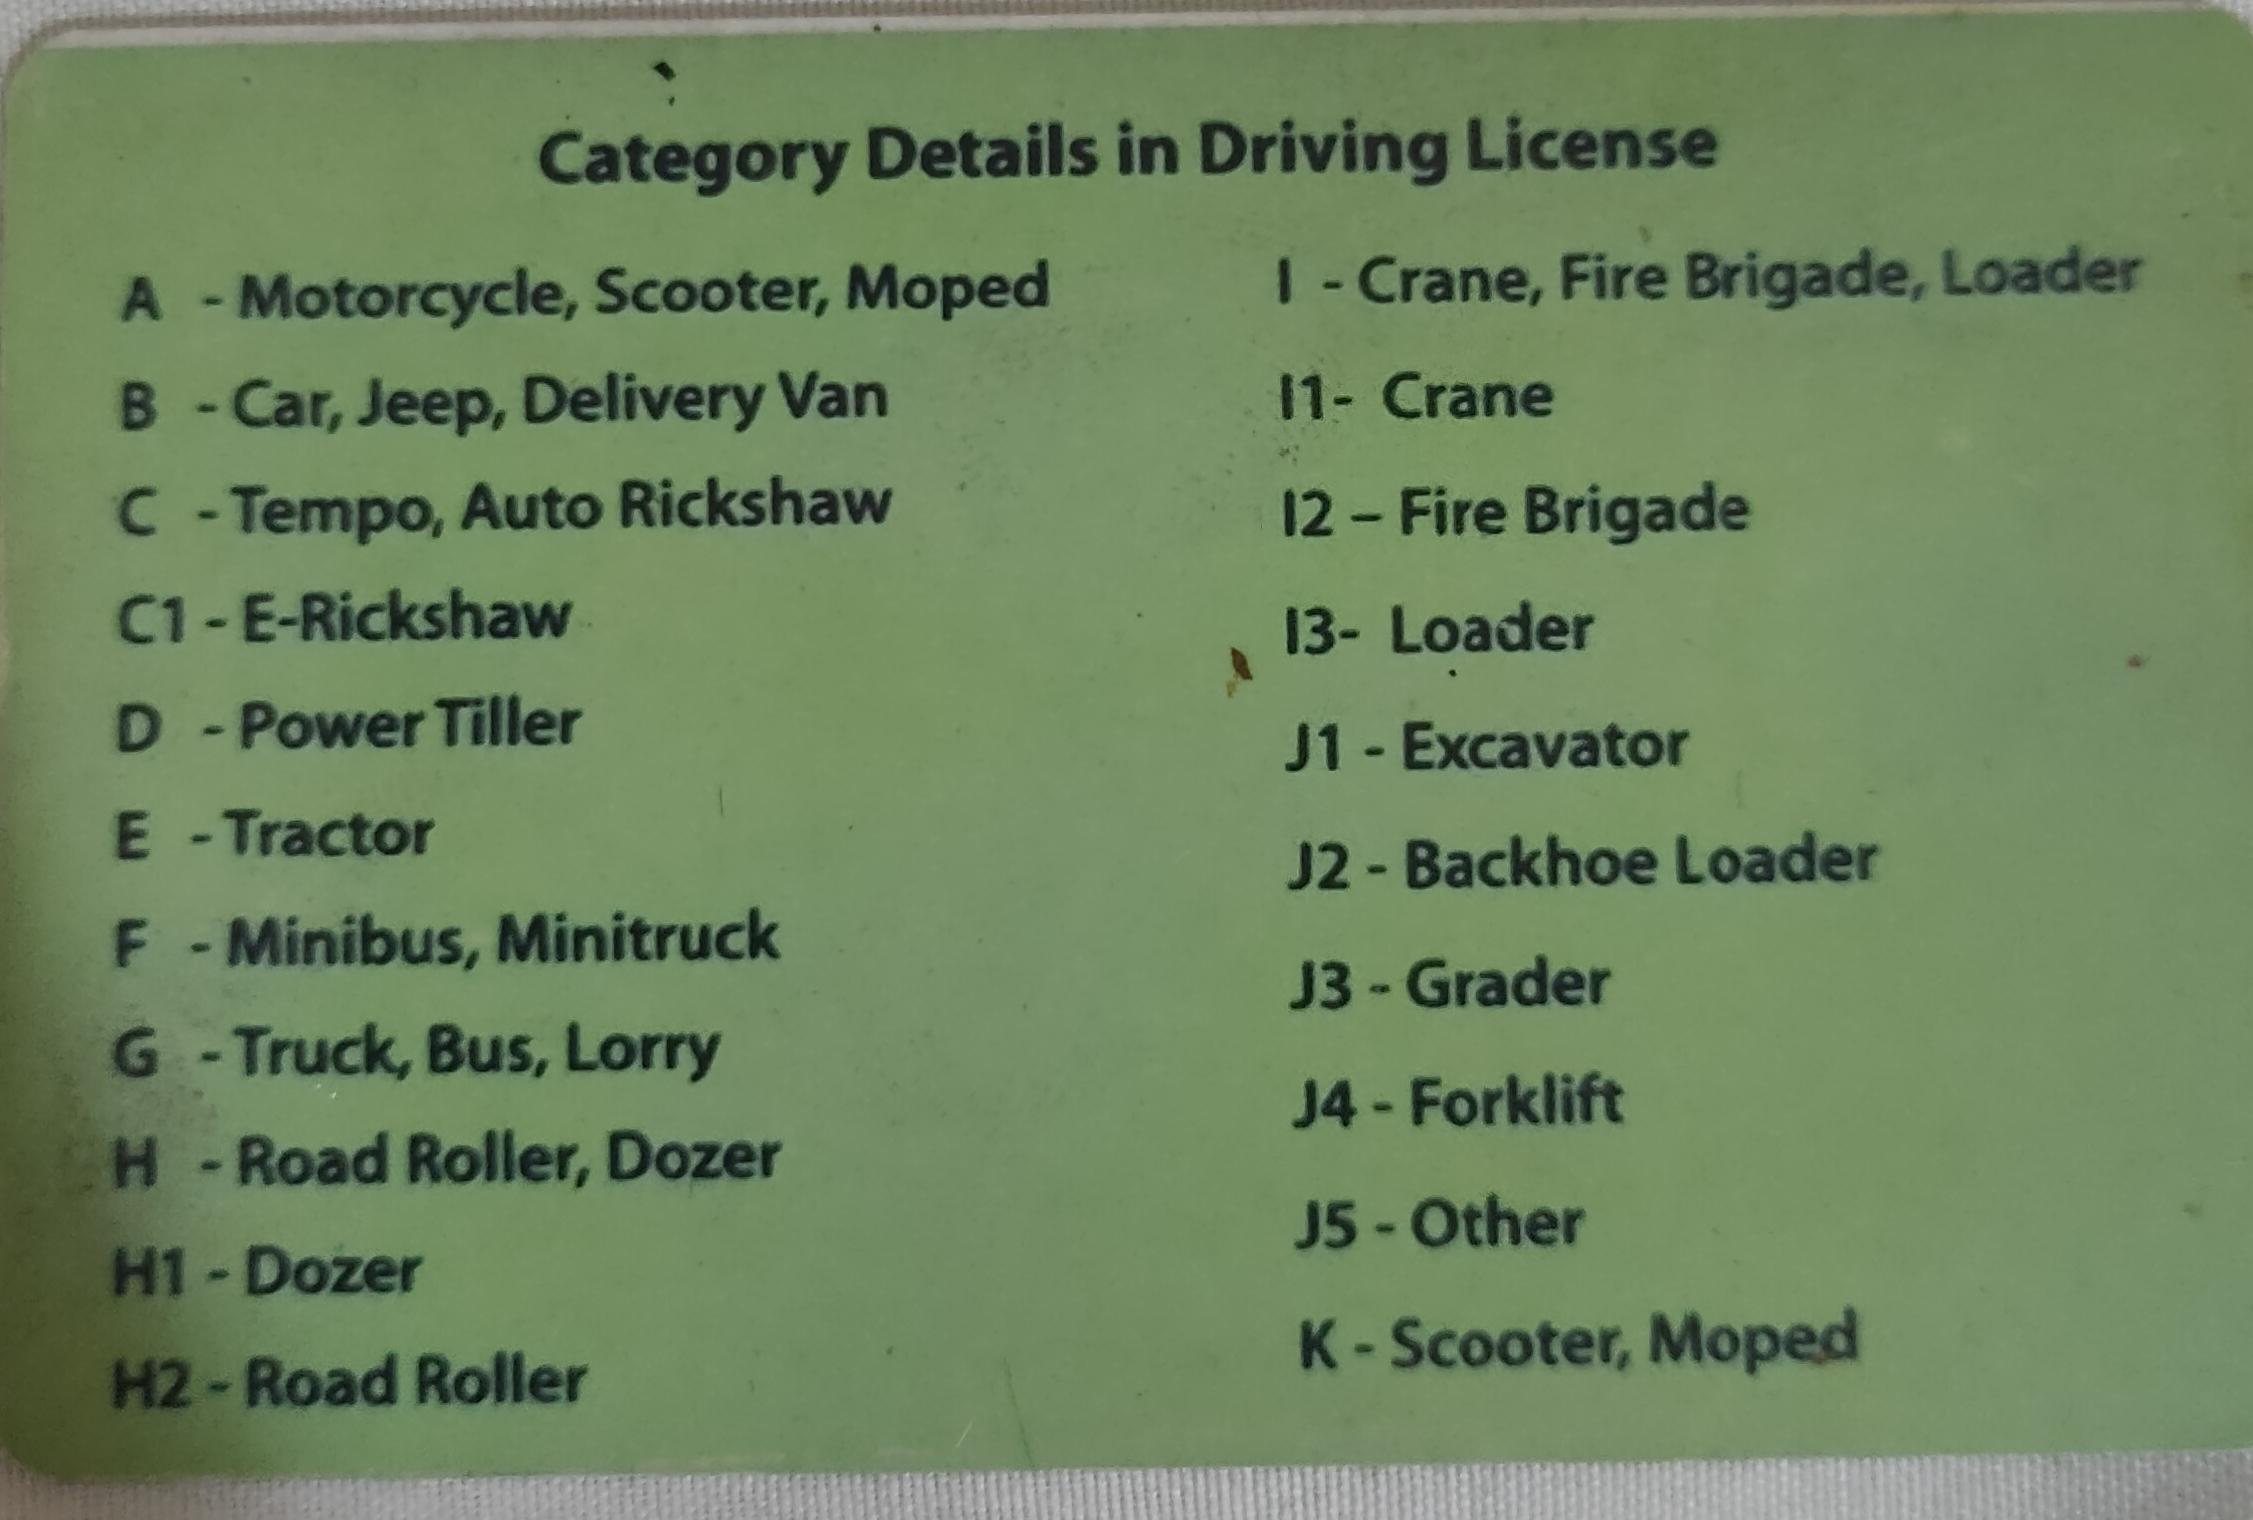 Category Details in Driving License
A - Motorcycle, Scooter, Moped
B - Car, Jeep, Delivery Van
C - Tempo, Auto Rickshaw
C1 - E-Rickshaw
D - Power Tiller
E - Tractor
F - Minibus, Minitruck
G - Truck, Bus, Lorry
H - Road Roller, Dozer
H1 - Dozer
H2 - Road Roller
I - Crane, Fire Brigade, Loader
I1- Crane
I2 – Fire Brigade
I3- Loader
J1 - Excavator
J2 - Backhoe Loader
J3 - Grader
J4 - Forklift
J5 - Other
K - Scooter, Moped